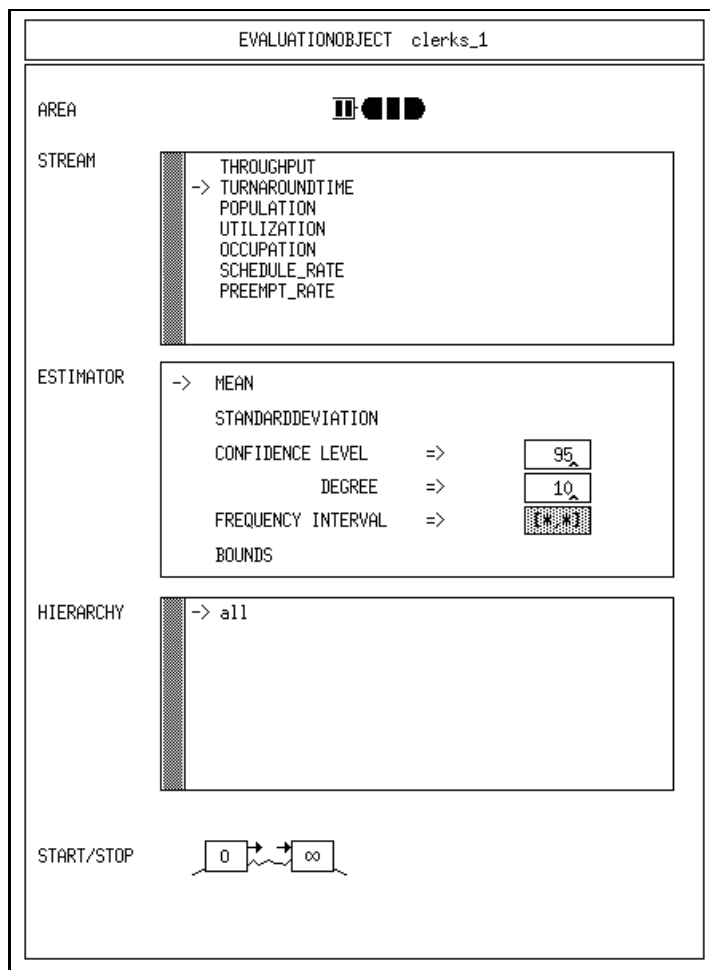 EVALUATIONOBJECT clerks_1
AREA
STREAM
THROUGHPUT
-> TURNAROUNDTIME
POPULATION
UTILIZATION
OCCUPATION
SCHEDULE_RATE
PREEMPT_RATE
ESTIMATOR
-> MEAN
STANDARDDEVIATION
CONFIDENCE LEVEL => 95
DEGREE => 10
FREQUENCY INTERVAL => [*,*]
BOUNDS
HIERARCHY
-> all
START/STOP 0 ∞